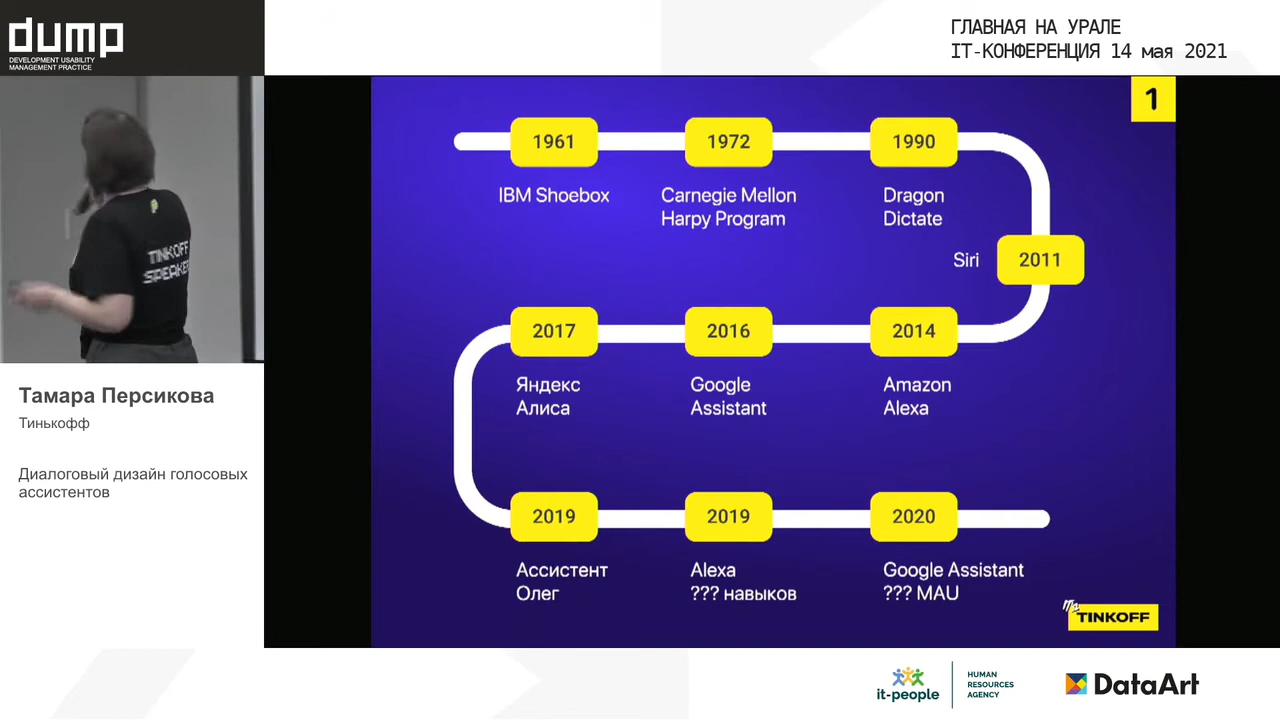 dump
DEVELOPMENT USABILITY
MANAGEMENT PRACTICE
ГЛАВНАЯ НА УРАЛЕ
IT-КОНФЕРЕНЦИЯ 14 мая 2021
TINKOFF
SPEAKER
Тамара Персикова
Тинькофф
Диалоговый дизайн голосовых
ассистентов
1
1961
1972
1990
IBM Shoebox
Carnegie Mellon
Harpy Program
Dragon
Dictate
Siri
2011
2017
2016
2014
Яндекс
Алиса
Google
Assistant
Amazon
Alexa
2019
2019
2020
Ассистент
Олег
Alexa
??? навыков
Google Assistant
??? MAU
TINKOFF
it-people
HUMAN
RESOURCES
AGENCY
DataArt